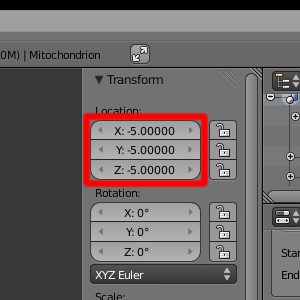 0M) | Mitochondrion
Transform
Location:
X: -5.00000
Y: -5.00000
Z: -5.00000
Rotation:
X: 0°
Y: 0°
Z: 0°
XYZ Euler
Scale:
Star
End